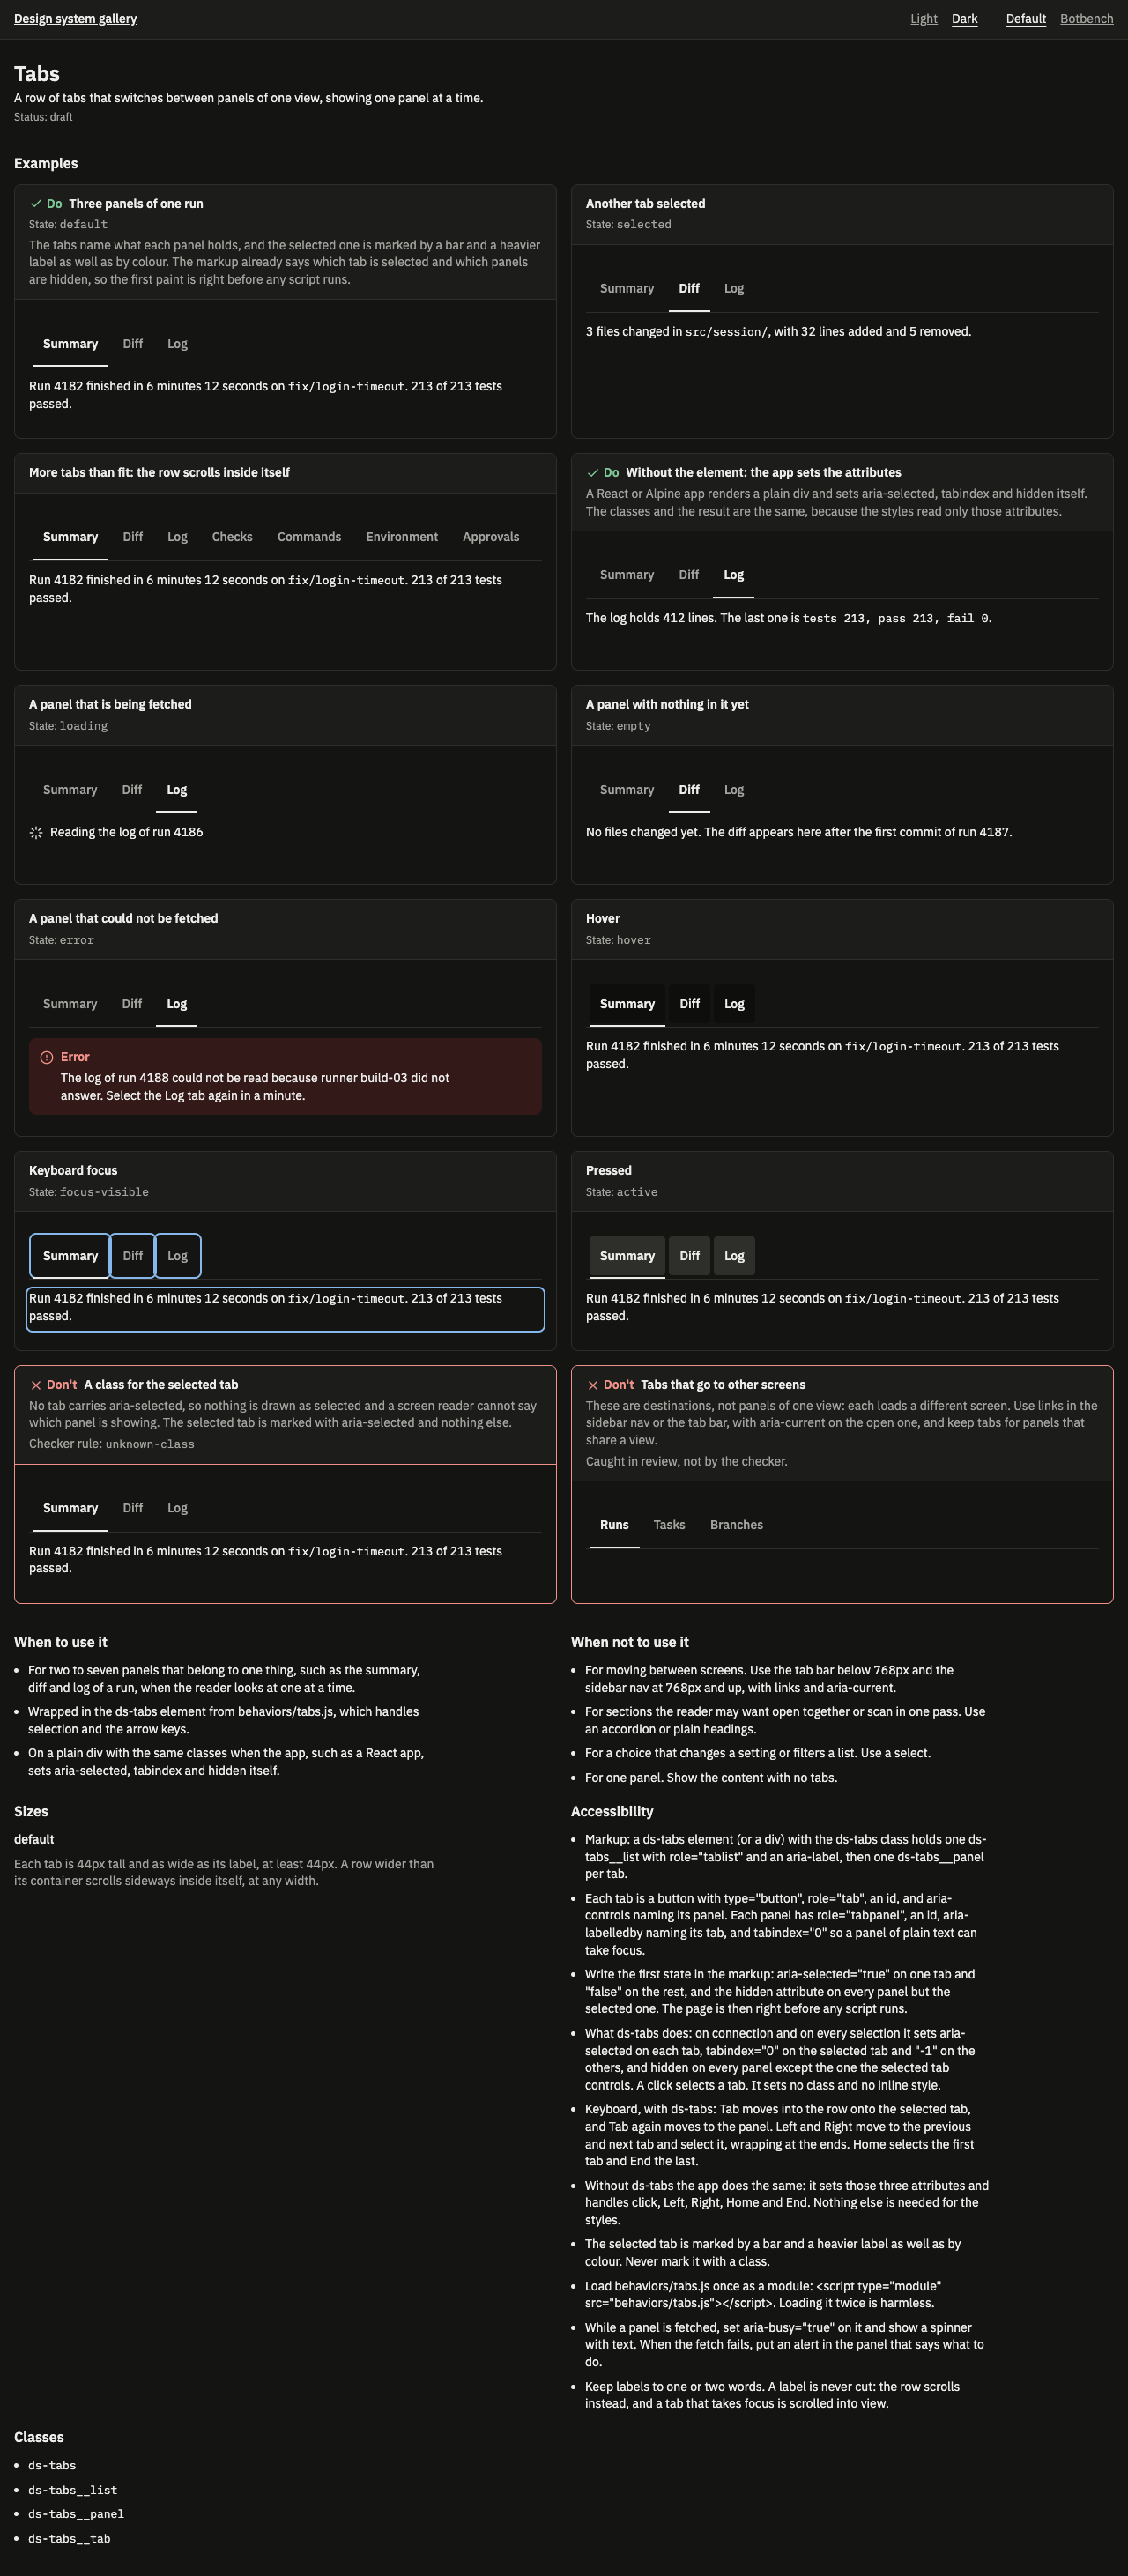 Design system gallery
Light Dark Default Botbench
Tabs
A row of tabs that switches between panels of one view, showing one panel at a time.
Status: draft
Examples
Do Three panels of one run
State: default
The tabs name what each panel holds, and the selected one is marked by a bar and a heavier
label as well as by colour. The markup already says which tab is selected and which panels
are hidden, so the first paint is right before any script runs.
Summary Diff Log
Run 4182 finished in 6 minutes 12 seconds on fix/login-timeout. 213 of 213 tests
passed.
Another tab selected
State: selected
Summary Diff Log
3 files changed in src/session/, with 32 lines added and 5 removed.
More tabs than fit: the row scrolls inside itself
Summary Diff Log Checks Commands Environment Approvals
Run 4182 finished in 6 minutes 12 seconds on fix/login-timeout. 213 of 213 tests
passed.
Do Without the element: the app sets the attributes
A React or Alpine app renders a plain div and sets aria-selected, tabindex and hidden itself.
The classes and the result are the same, because the styles read only those attributes.
Summary Diff Log
The log holds 412 lines. The last one is tests 213, pass 213, fail 0.
A panel that is being fetched
State: loading
Summary Diff Log
Reading the log of run 4186
A panel with nothing in it yet
State: empty
Summary Diff Log
No files changed yet. The diff appears here after the first commit of run 4187.
A panel that could not be fetched
State: error
Summary Diff Log
Error
The log of run 4188 could not be read because runner build-03 did not
answer. Select the Log tab again in a minute.
Hover
State: hover
Summary Diff Log
Run 4182 finished in 6 minutes 12 seconds on fix/login-timeout. 213 of 213 tests
passed.
Keyboard focus
State: focus-visible
Summary Diff Log
Run 4182 finished in 6 minutes 12 seconds on fix/login-timeout. 213 of 213 tests
passed.
Pressed
State: active
Summary Diff Log
Run 4182 finished in 6 minutes 12 seconds on fix/login-timeout. 213 of 213 tests
passed.
Don't A class for the selected tab
No tab carries aria-selected, so nothing is drawn as selected and a screen reader cannot say
which panel is showing. The selected tab is marked with aria-selected and nothing else.
Checker rule: unknown-class
Summary Diff Log
Run 4182 finished in 6 minutes 12 seconds on fix/login-timeout. 213 of 213 tests
passed.
Don't Tabs that go to other screens
These are destinations, not panels of one view: each loads a different screen. Use links in the
sidebar nav or the tab bar, with aria-current on the open one, and keep tabs for panels that
share a view.
Caught in review, not by the checker.
Runs Tasks Branches
When to use it
• For two to seven panels that belong to one thing, such as the summary,
diff and log of a run, when the reader looks at one at a time.
• Wrapped in the ds-tabs element from behaviors/tabs.js, which handles
selection and the arrow keys.
• On a plain div with the same classes when the app, such as a React app,
sets aria-selected, tabindex and hidden itself.
When not to use it
• For moving between screens. Use the tab bar below 768px and the
sidebar nav at 768px and up, with links and aria-current.
• For sections the reader may want open together or scan in one pass. Use
an accordion or plain headings.
• For a choice that changes a setting or filters a list. Use a select.
• For one panel. Show the content with no tabs.
Sizes
default
Each tab is 44px tall and as wide as its label, at least 44px. A row wider than
its container scrolls sideways inside itself, at any width.
Accessibility
• Markup: a ds-tabs element (or a div) with the ds-tabs class holds one ds-
tabs__list with role="tablist" and an aria-label, then one ds-tabs__panel
per tab.
• Each tab is a button with type="button", role="tab", an id, and aria-
controls naming its panel. Each panel has role="tabpanel", an id, aria-
labelledby naming its tab, and tabindex="0" so a panel of plain text can
take focus.
• Write the first state in the markup: aria-selected="true" on one tab and
"false" on the rest, and the hidden attribute on every panel but the
selected one. The page is then right before any script runs.
• What ds-tabs does: on connection and on every selection it sets aria-
selected on each tab, tabindex="0" on the selected tab and "-1" on the
others, and hidden on every panel except the one the selected tab
controls. A click selects a tab. It sets no class and no inline style.
• Keyboard, with ds-tabs: Tab moves into the row onto the selected tab,
and Tab again moves to the panel. Left and Right move to the previous
and next tab and select it, wrapping at the ends. Home selects the first
tab and End the last.
• Without ds-tabs the app does the same: it sets those three attributes and
handles click, Left, Right, Home and End. Nothing else is needed for the
styles.
• The selected tab is marked by a bar and a heavier label as well as by
colour. Never mark it with a class.
• Load behaviors/tabs.js once as a module: <script type="module"
src="behaviors/tabs.js"></script>. Loading it twice is harmless.
• While a panel is fetched, set aria-busy="true" on it and show a spinner
with text. When the fetch fails, put an alert in the panel that says what to
do.
• Keep labels to one or two words. A label is never cut: the row scrolls
instead, and a tab that takes focus is scrolled into view.
Classes
• ds-tabs
• ds-tabs__list
• ds-tabs__panel
• ds-tabs__tab